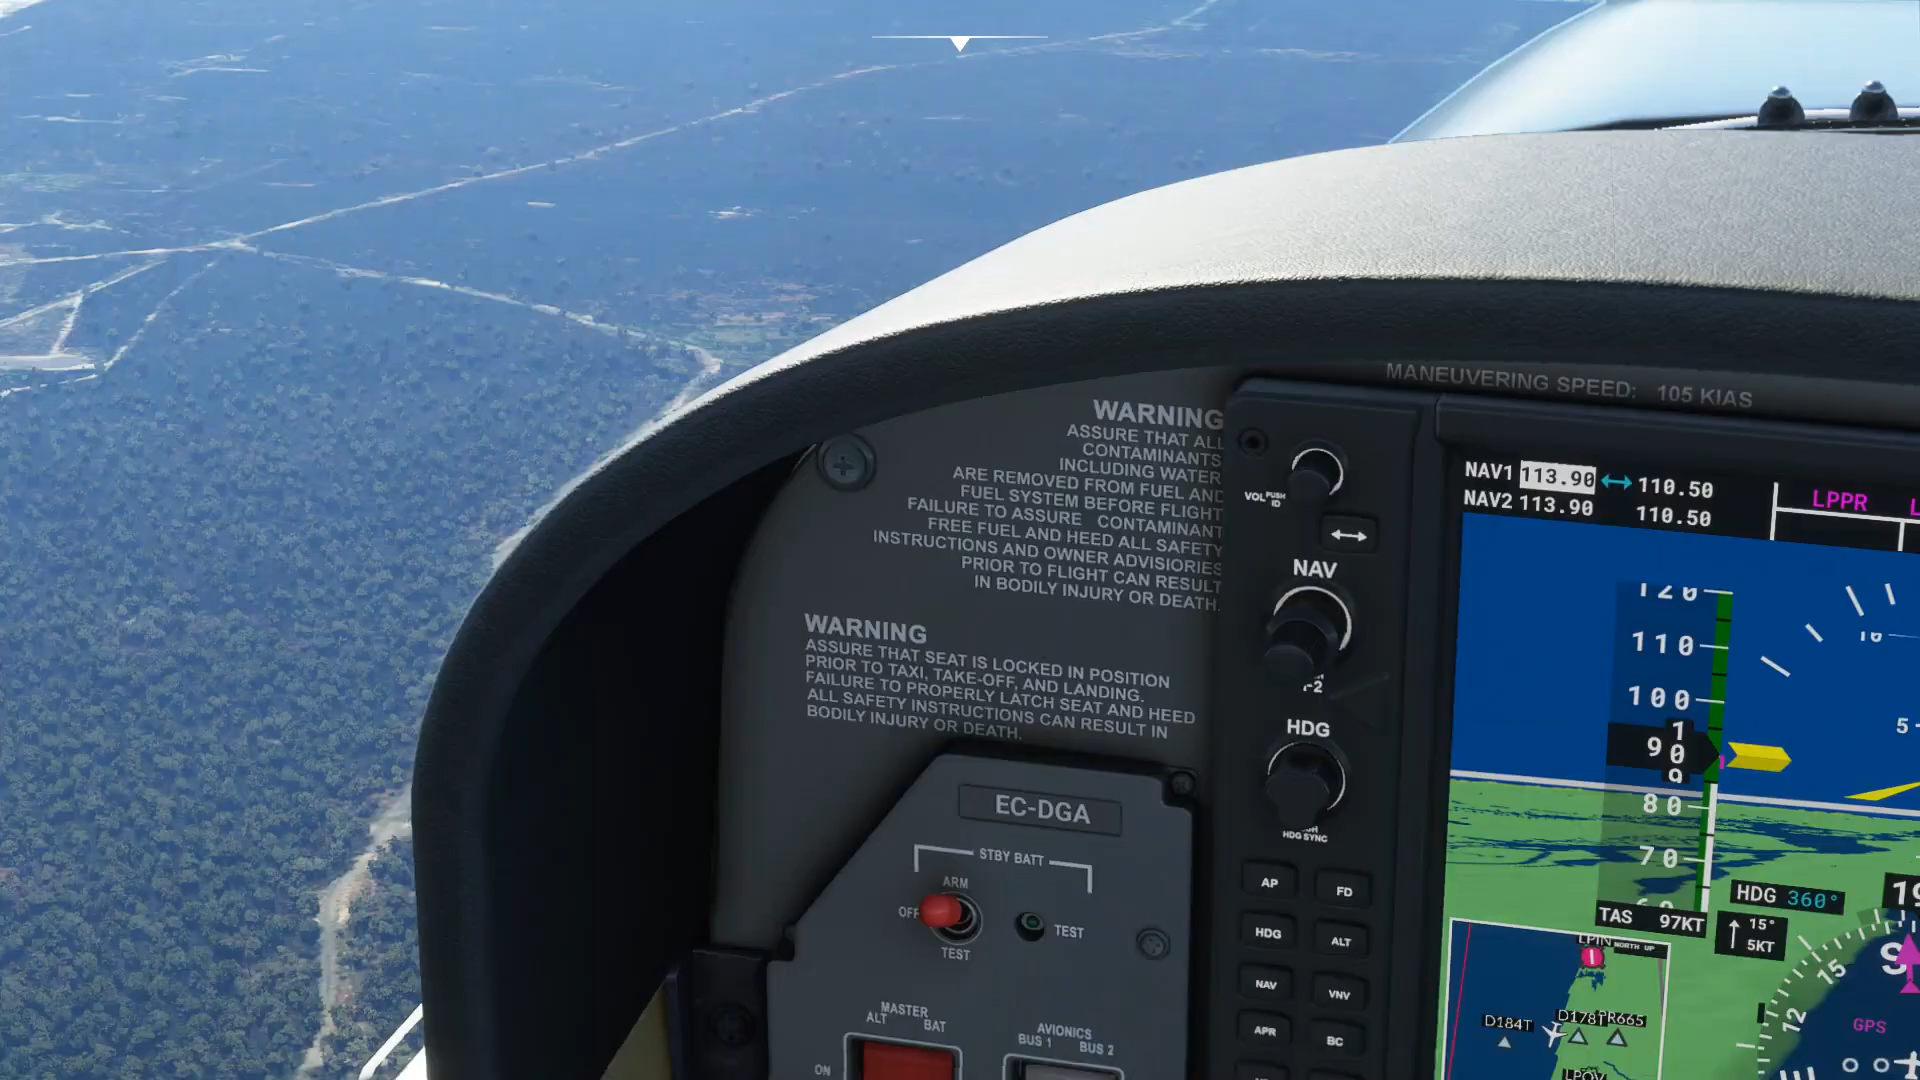 MANEUVERING SPEED: 105 KIAS
WARNING
ASSURE THAT ALL
CONTAMINANTS
INCLUDING WATER
ARE REMOVED FROM FUEL AND
FUEL SYSTEM BEFORE FLIGHT
FAILURE TO ASSURE CONTAMINANT
FREE FUEL AND HEED ALL SAFETY
INSTRUCTIONS AND OWNER ADVISIORIES
PRIOR TO FLIGHT CAN RESULT
IN BODILY INJURY OR DEATH.
WARNING
ASSURE THAT SEAT IS LOCKED IN POSITION
PRIOR TO TAXI, TAKE-OFF, AND LANDING.
FAILURE TO PROPERLY LATCH SEAT AND HEED
ALL SAFETY INSTRUCTIONS CAN RESULT IN
BODILY INJURY OR DEATH.
EC-DGA
STBY BATT
ARM
OFF
TEST
TEST
MASTER
ALT BAT
ON
AVIONICS
BUS 1 BUS 2
VOL PUSH ID
NAV
HDG
HDG SYNC
AP FD
HDG ALT
NAV VNV
APR BC
NAV1 113.90 110.50
NAV2 113.90 110.50
LPPR
120
110
100
90
80
70
10
5
TAS 97KT
HDG 360°
15°
5KT
LPIN NORTH UP
D184T D178T PR665
15
12
S
GPS